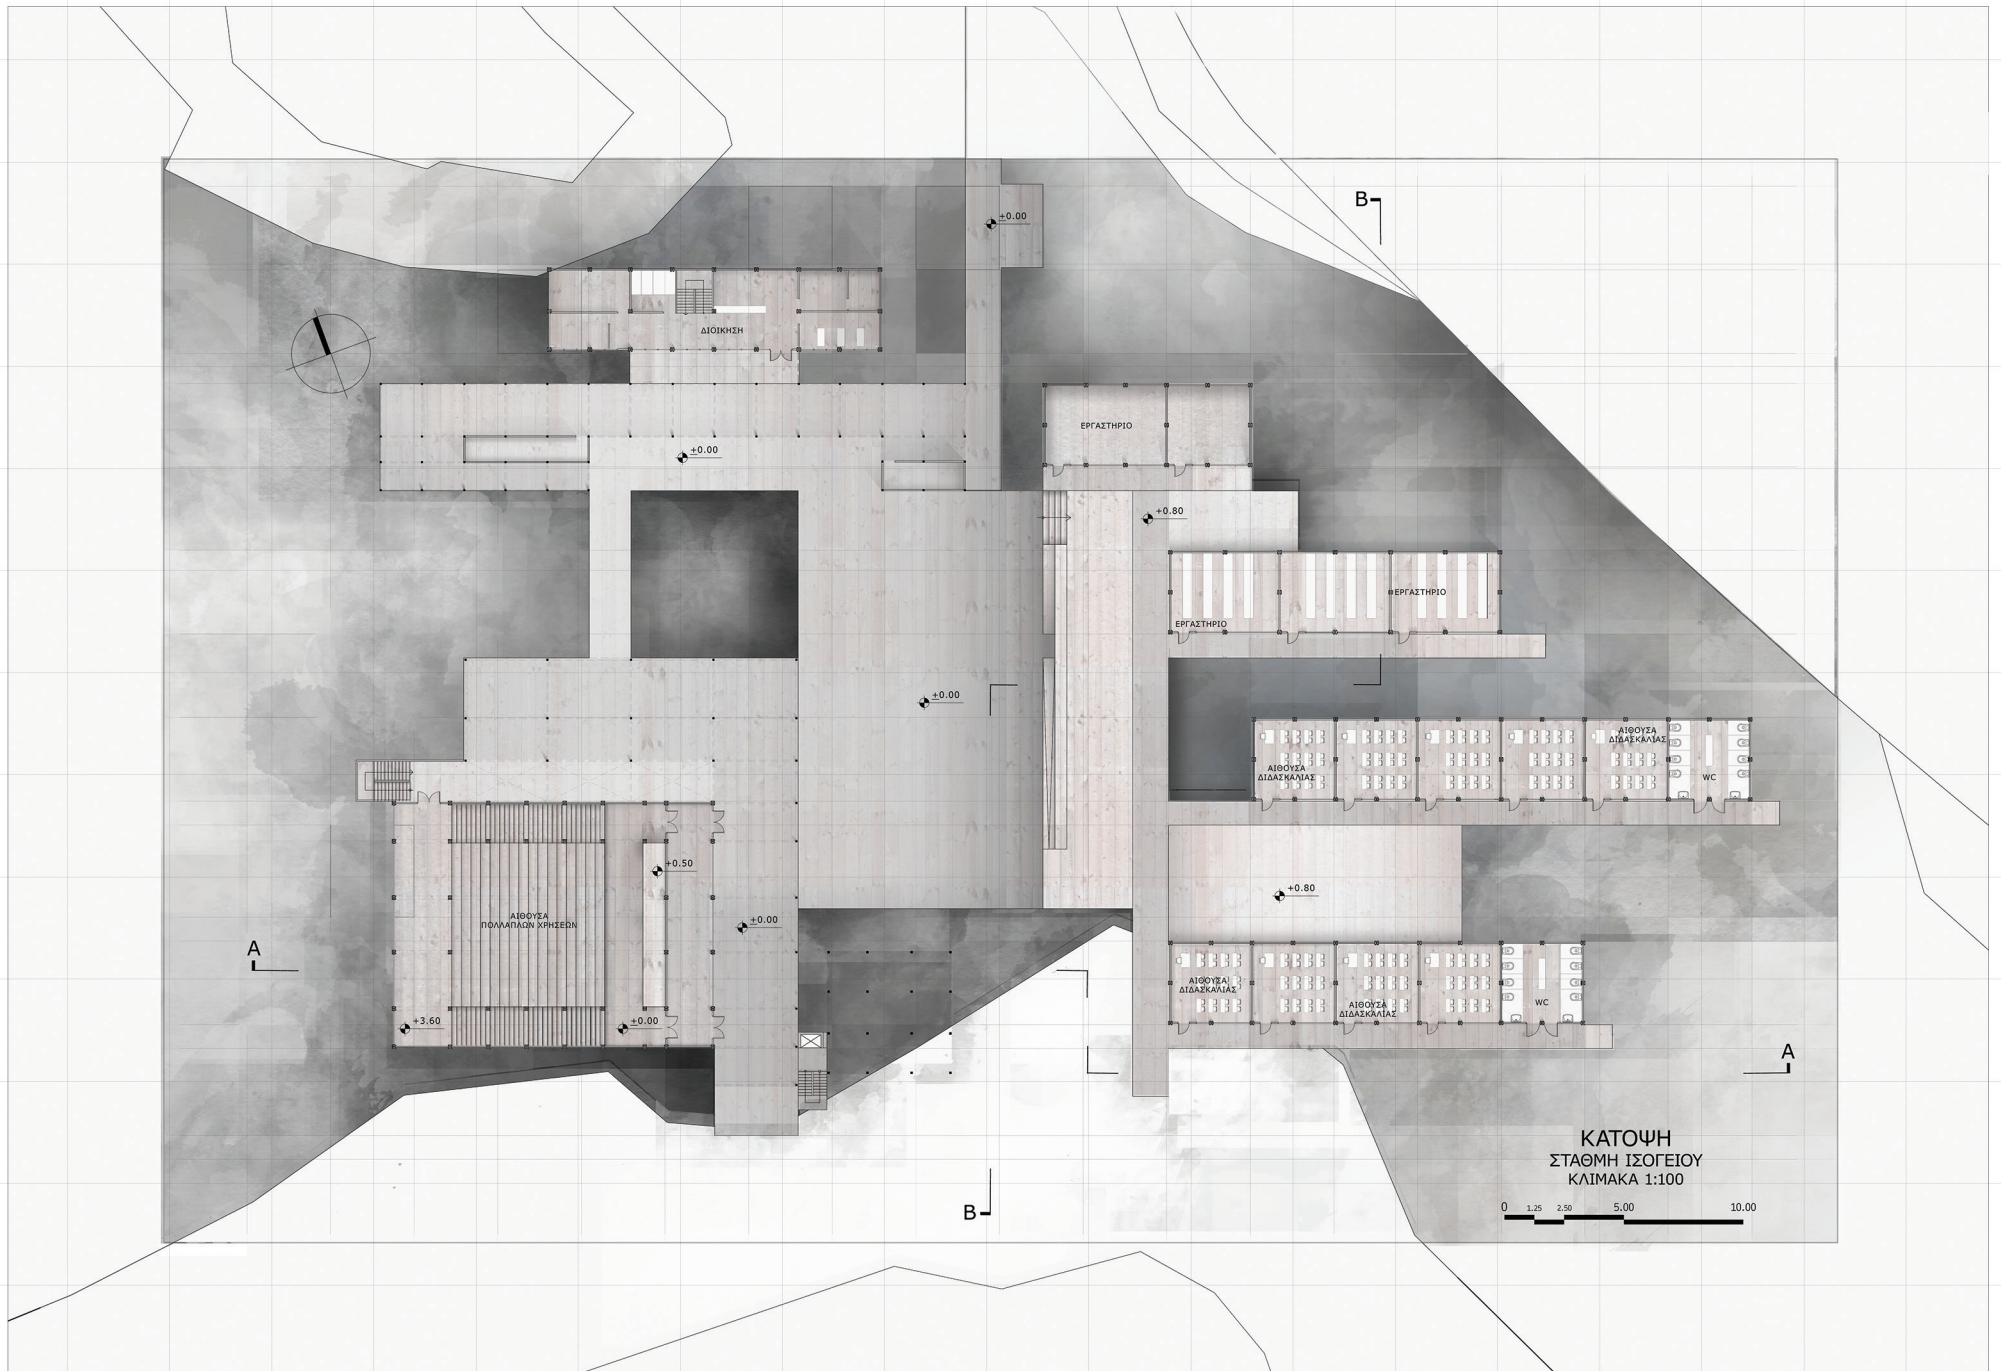 B
+0.00
ΔΙΟΙΚΗΣΗ
ΕΡΓΑΣΤΗΡΙΟ
+0.00
+0.80
ΕΡΓΑΣΤΗΡΙΟ
ΕΡΓΑΣΤΗΡΙΟ
+0.00
ΑΙΘΟΥΣΑ
ΔΙΔΑΣΚΑΛΙΑΣ
ΑΙΘΟΥΣΑ
ΔΙΔΑΣΚΑΛΙΑΣ
WC
+0.50
+0.80
ΑΙΘΟΥΣΑ
ΠΟΛΛΑΠΛΩΝ ΧΡΗΣΕΩΝ
+0.00
A
ΑΙΘΟΥΣΑ
ΔΙΔΑΣΚΑΛΙΑΣ
ΑΙΘΟΥΣΑ
ΔΙΔΑΣΚΑΛΙΑΣ
WC
+3.60
+0.00
A
ΚΑΤΟΨΗ
ΣΤΑΘΜΗ ΙΣΟΓΕΙΟΥ
ΚΛΙΜΑΚΑ 1:100
0 1.25 2.50 5.00 10.00
B